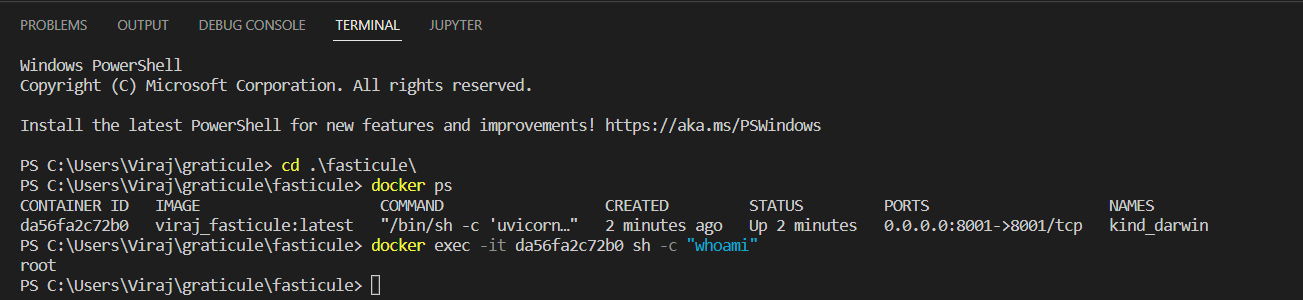 PROBLEMS OUTPUT DEBUG CONSOLE TERMINAL JUPYTER
Windows PowerShell
Copyright (C) Microsoft Corporation. All rights reserved.
Install the latest PowerShell for new features and improvements! https://aka.ms/PSWindows
PS C:\Users\Viraj\graticule> cd .\fasticule\
PS C:\Users\Viraj\graticule\fasticule> docker ps
CONTAINER ID IMAGE COMMAND CREATED STATUS PORTS NAMES
da56fa2c72b0 viraj_fasticule:latest "/bin/sh -c 'uvicorn…" 2 minutes ago Up 2 minutes 0.0.0.0:8001->8001/tcp kind_darwin
PS C:\Users\Viraj\graticule\fasticule> docker exec -it da56fa2c72b0 sh -c "whoami"
root
PS C:\Users\Viraj\graticule\fasticule>